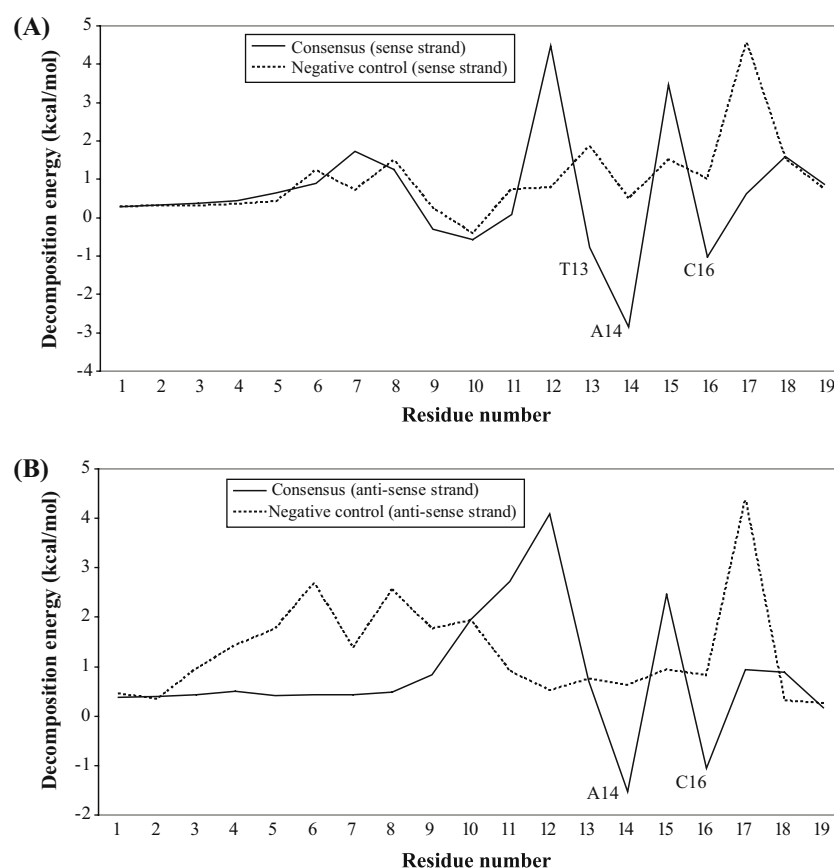 (A)
Decomposition energy (kcal/mol)
5
4
3
2
1
0
-1
-2
-3
-4
Consensus (sense strand)
Negative control (sense strand)
T13
A14
C16
1 2 3 4 5 6 7 8 9 10 11 12 13 14 15 16 17 18 19
Residue number
(B)
Decomposition energy (kcal/mol)
5
4
3
2
1
0
-1
-2
Consensus (anti-sense strand)
Negative control (anti-sense strand)
A14
C16
1 2 3 4 5 6 7 8 9 10 11 12 13 14 15 16 17 18 19
Residue number